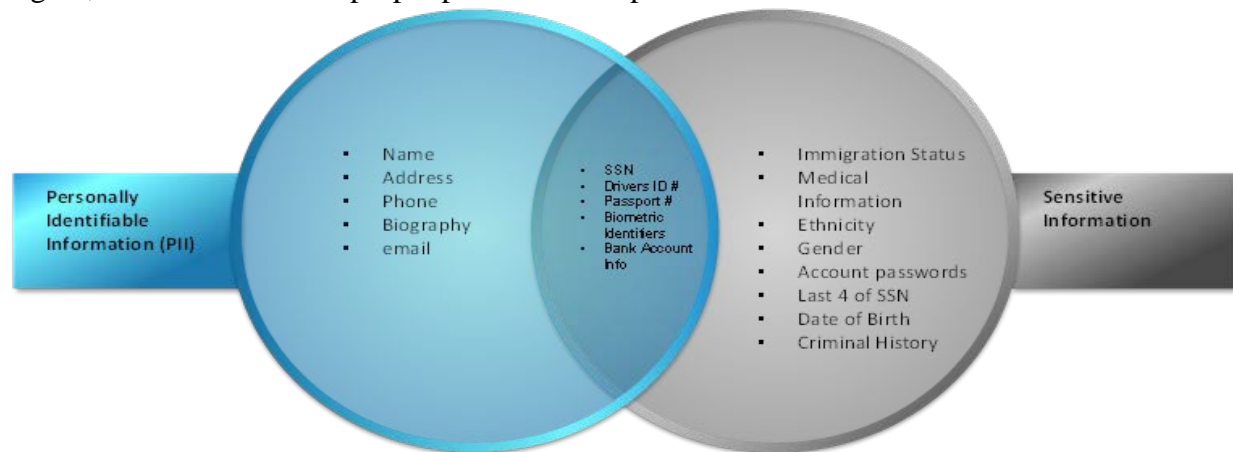 Personally
Identifiable
Information (PII)
▪ Name
▪ Address
▪ Phone
▪ Biography
▪ email
• SSN
• Drivers ID #
• Passport #
• Biometric
Identifiers
• Bank Account
Info
▪ Immigration Status
▪ Medical
Information
▪ Ethnicity
▪ Gender
▪ Account passwords
▪ Last 4 of SSN
▪ Date of Birth
▪ Criminal History
Sensitive
Information